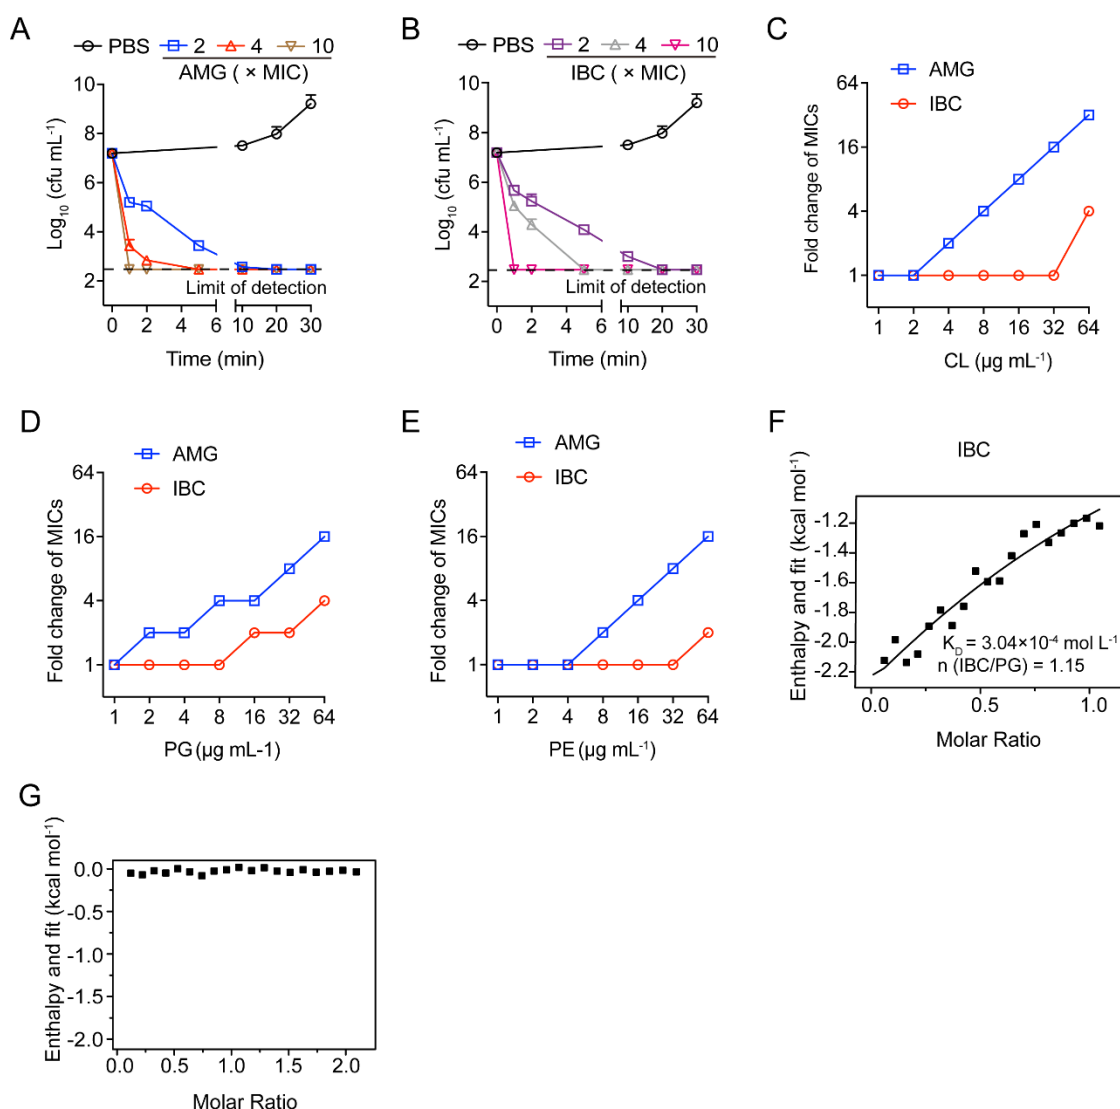 A
PBS 2 4 10
AMG ( × MIC)
Log₁₀ (cfu mL⁻¹)
10
8
6
4
2
Limit of detection
0 2 4 6 10 20 30
Time (min)
B
PBS 2 4 10
IBC ( × MIC)
Log₁₀ (cfu mL⁻¹)
10
8
6
4
2
Limit of detection
0 2 4 6 10 20 30
Time (min)
C
AMG
IBC
Fold change of MICs
64
16
4
1
1 2 4 8 16 32 64
CL (µg mL⁻¹)
D
AMG
IBC
Fold change of MICs
64
16
4
1
1 2 4 8 16 32 64
PG (µg mL-1)
E
AMG
IBC
Fold change of MICs
64
16
4
1
1 2 4 8 16 32 64
PE (µg mL⁻¹)
F
IBC
Enthalpy and fit (kcal mol⁻¹)
-1.2
-1.4
-1.6
-1.8
-2.0
-2.2
K_D = 3.04×10⁻⁴ mol L⁻¹
n (IBC/PG) = 1.15
0.0 0.5 1.0
Molar Ratio
G
Enthalpy and fit (kcal mol⁻¹)
0.0
-0.5
-1.0
-1.5
-2.0
0.0 0.5 1.0 1.5 2.0
Molar Ratio